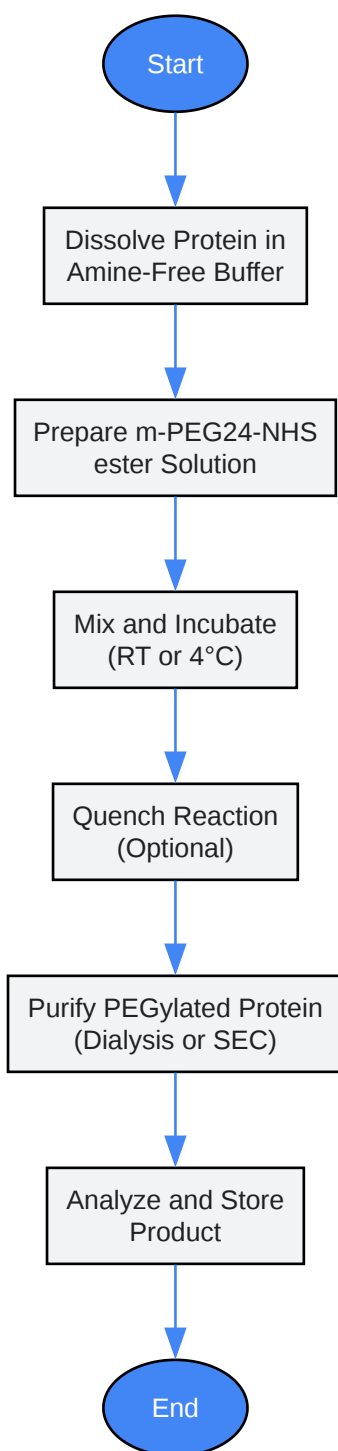 Start
Dissolve Protein in
Amine-Free Buffer
Prepare m-PEG24-NHS
ester Solution
Mix and Incubate
(RT or 4°C)
Quench Reaction
(Optional)
Purify PEGylated Protein
(Dialysis or SEC)
Analyze and Store
Product
End